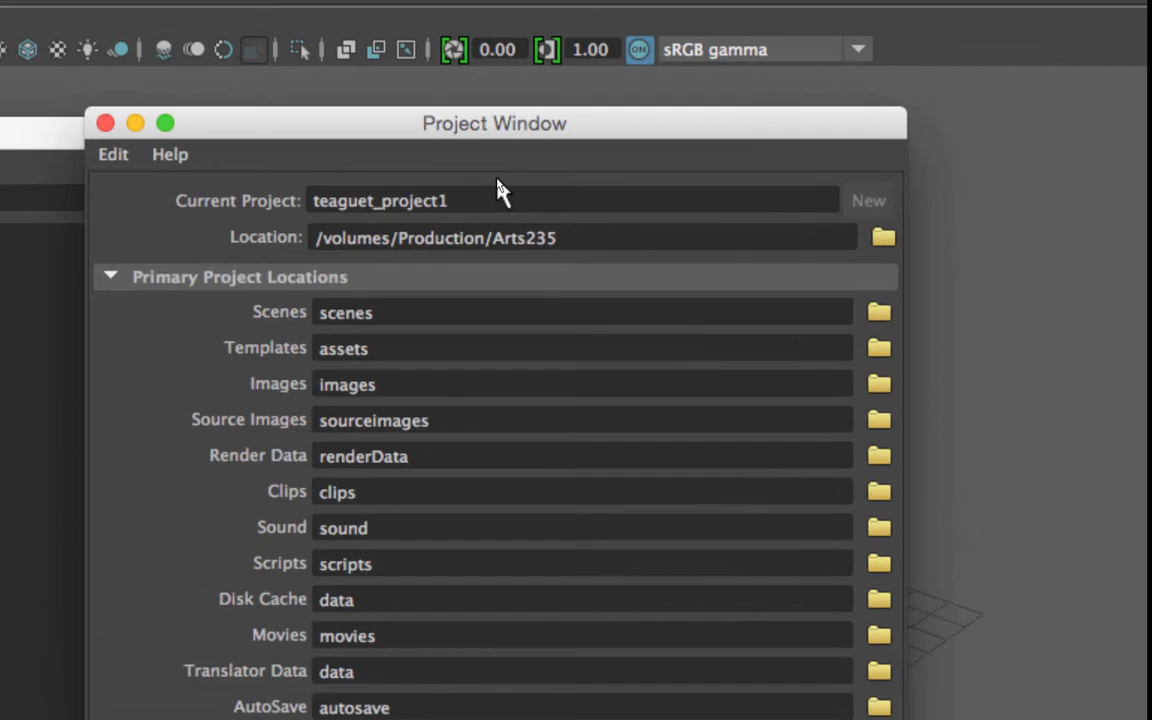 0.00 1.00 ON sRGB gamma
Project Window
Edit Help
Current Project: teaguet_project1 New
Location: /volumes/Production/Arts235
Primary Project Locations
Scenes scenes
Templates assets
Images images
Source Images sourceimages
Render Data renderData
Clips clips
Sound sound
Scripts scripts
Disk Cache data
Movies movies
Translator Data data
AutoSave autosave